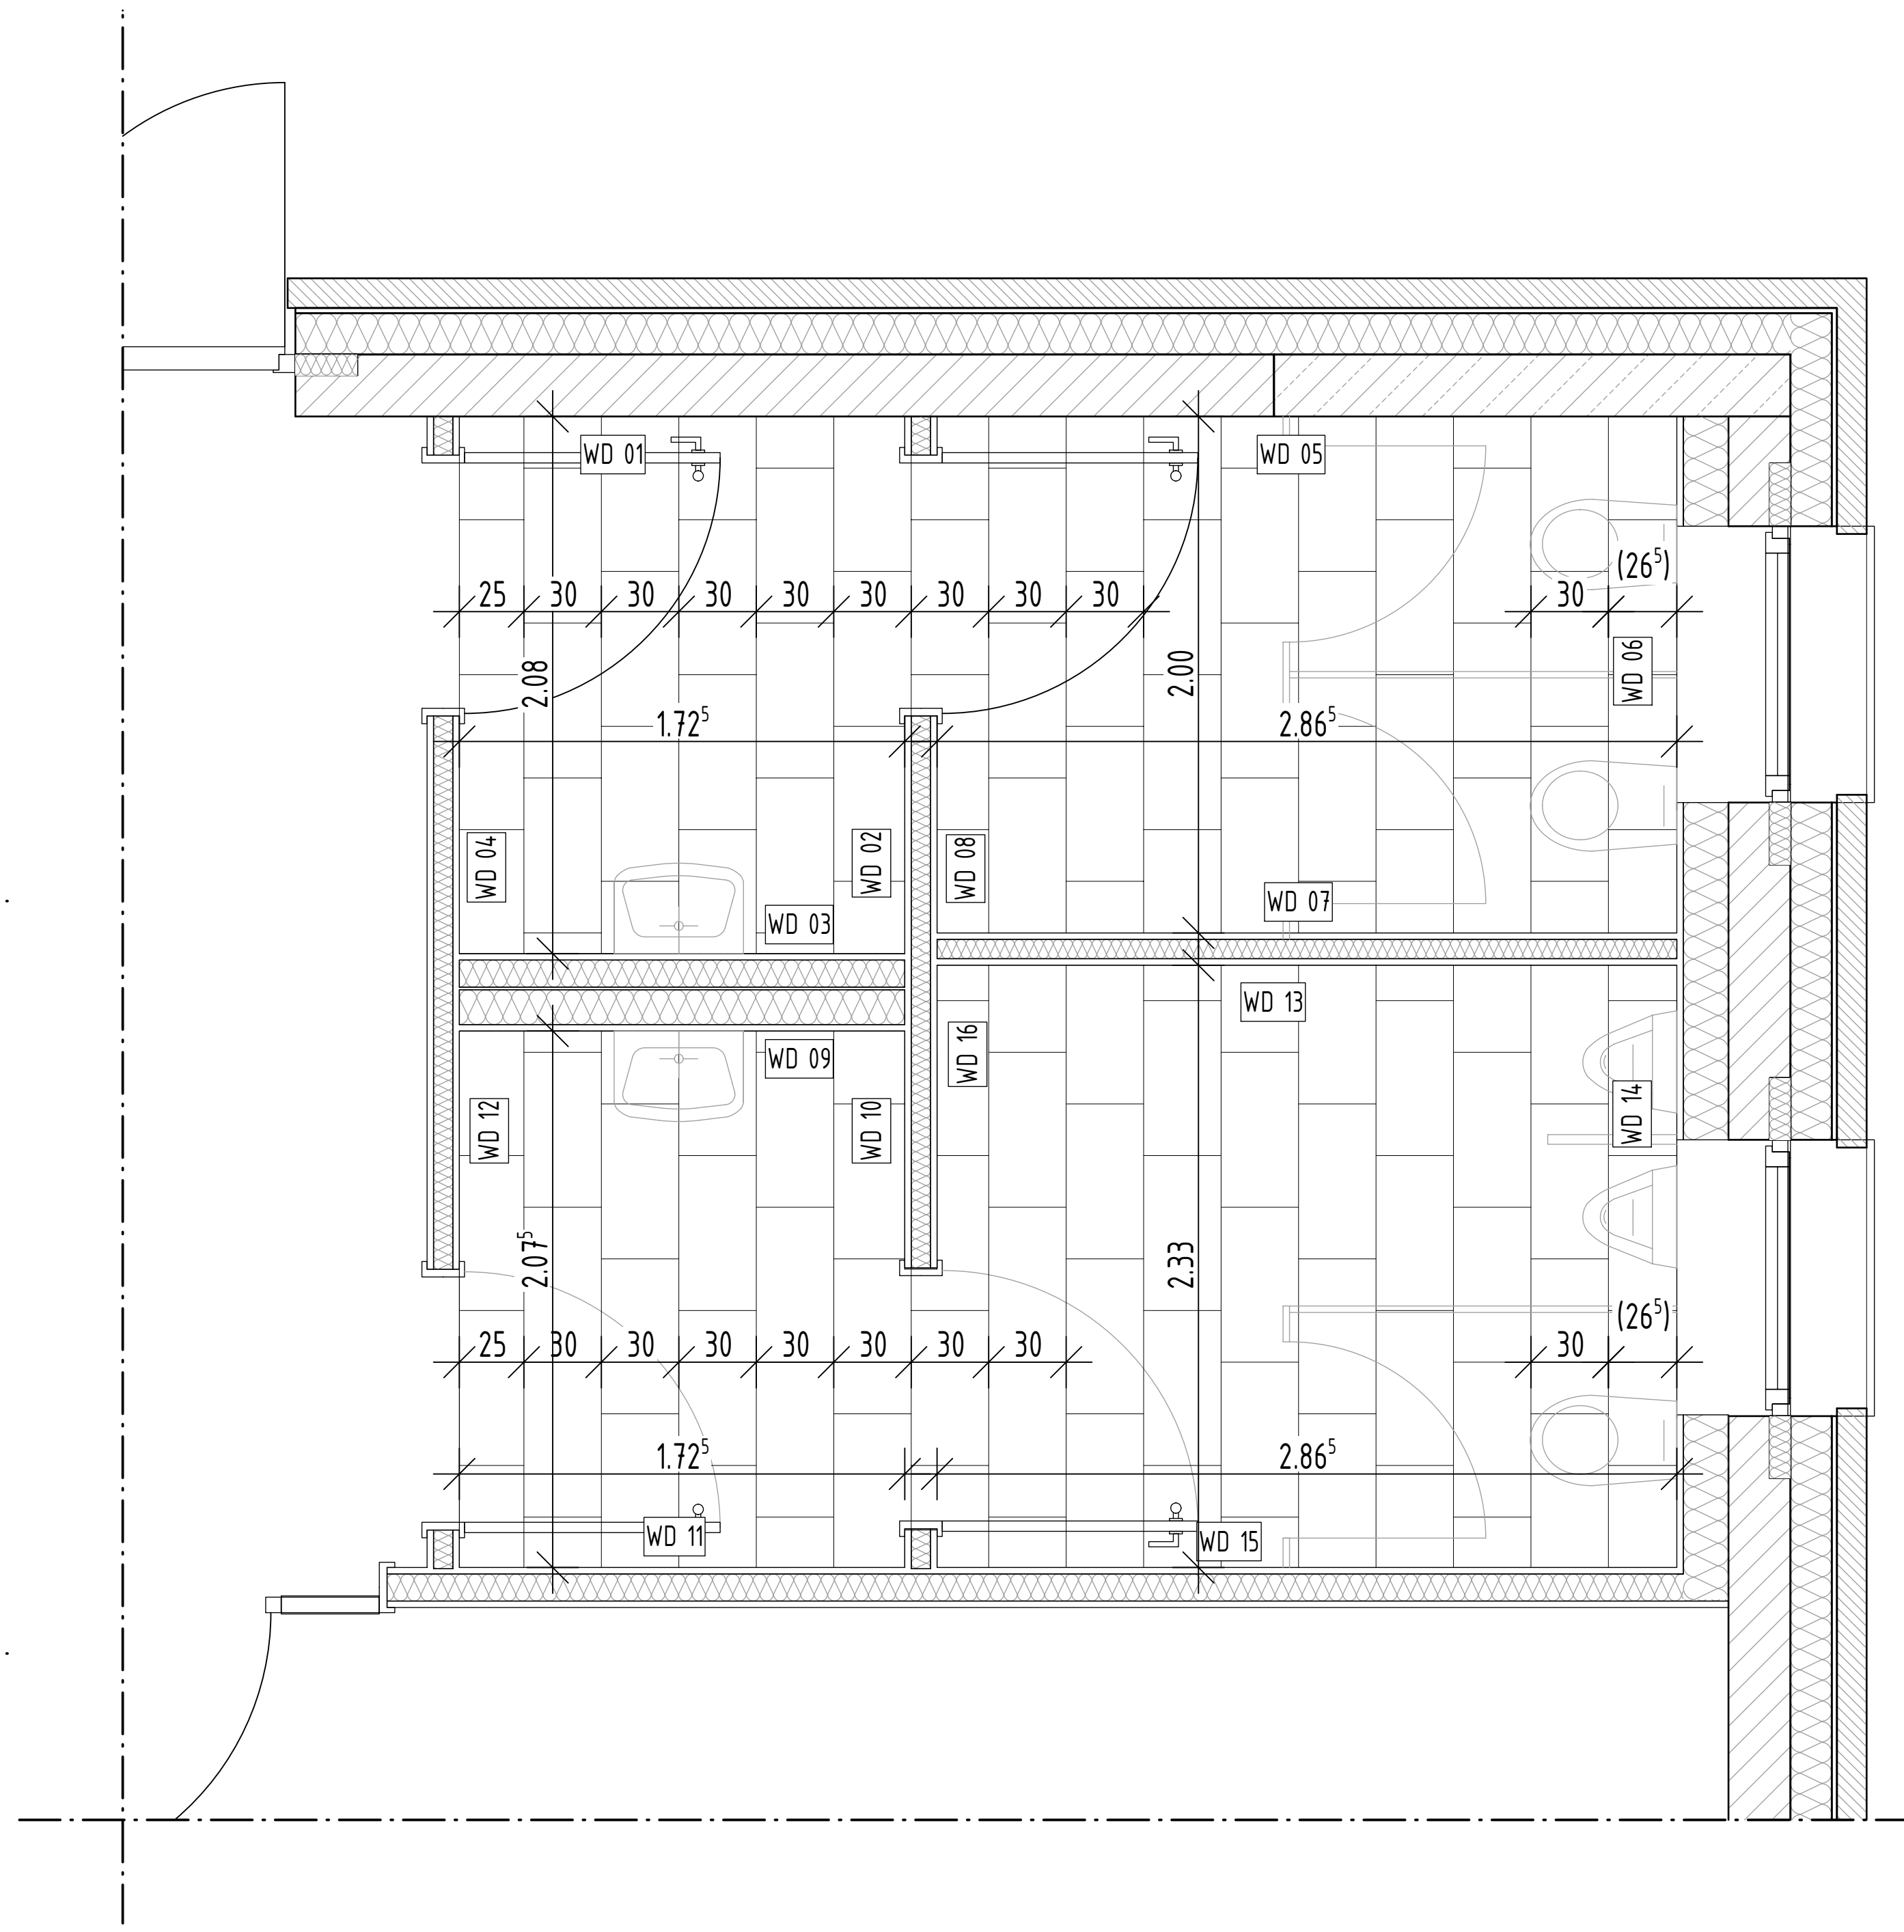 WD 01
WD 05
(26⁵)
25 30 30 30 30 30 30 30 30 30
2.08
2.00
WD 06
1.72⁵
2.86⁵
WD 04
WD 02
WD 08
WD 07
WD 03
WD 13
WD 16
WD 09
WD 12
WD 10
WD 14
2.07⁵
2.33
(26⁵)
25 30 30 30 30 30 30 30 30
1.72⁵
2.86⁵
WD 11
WD 15